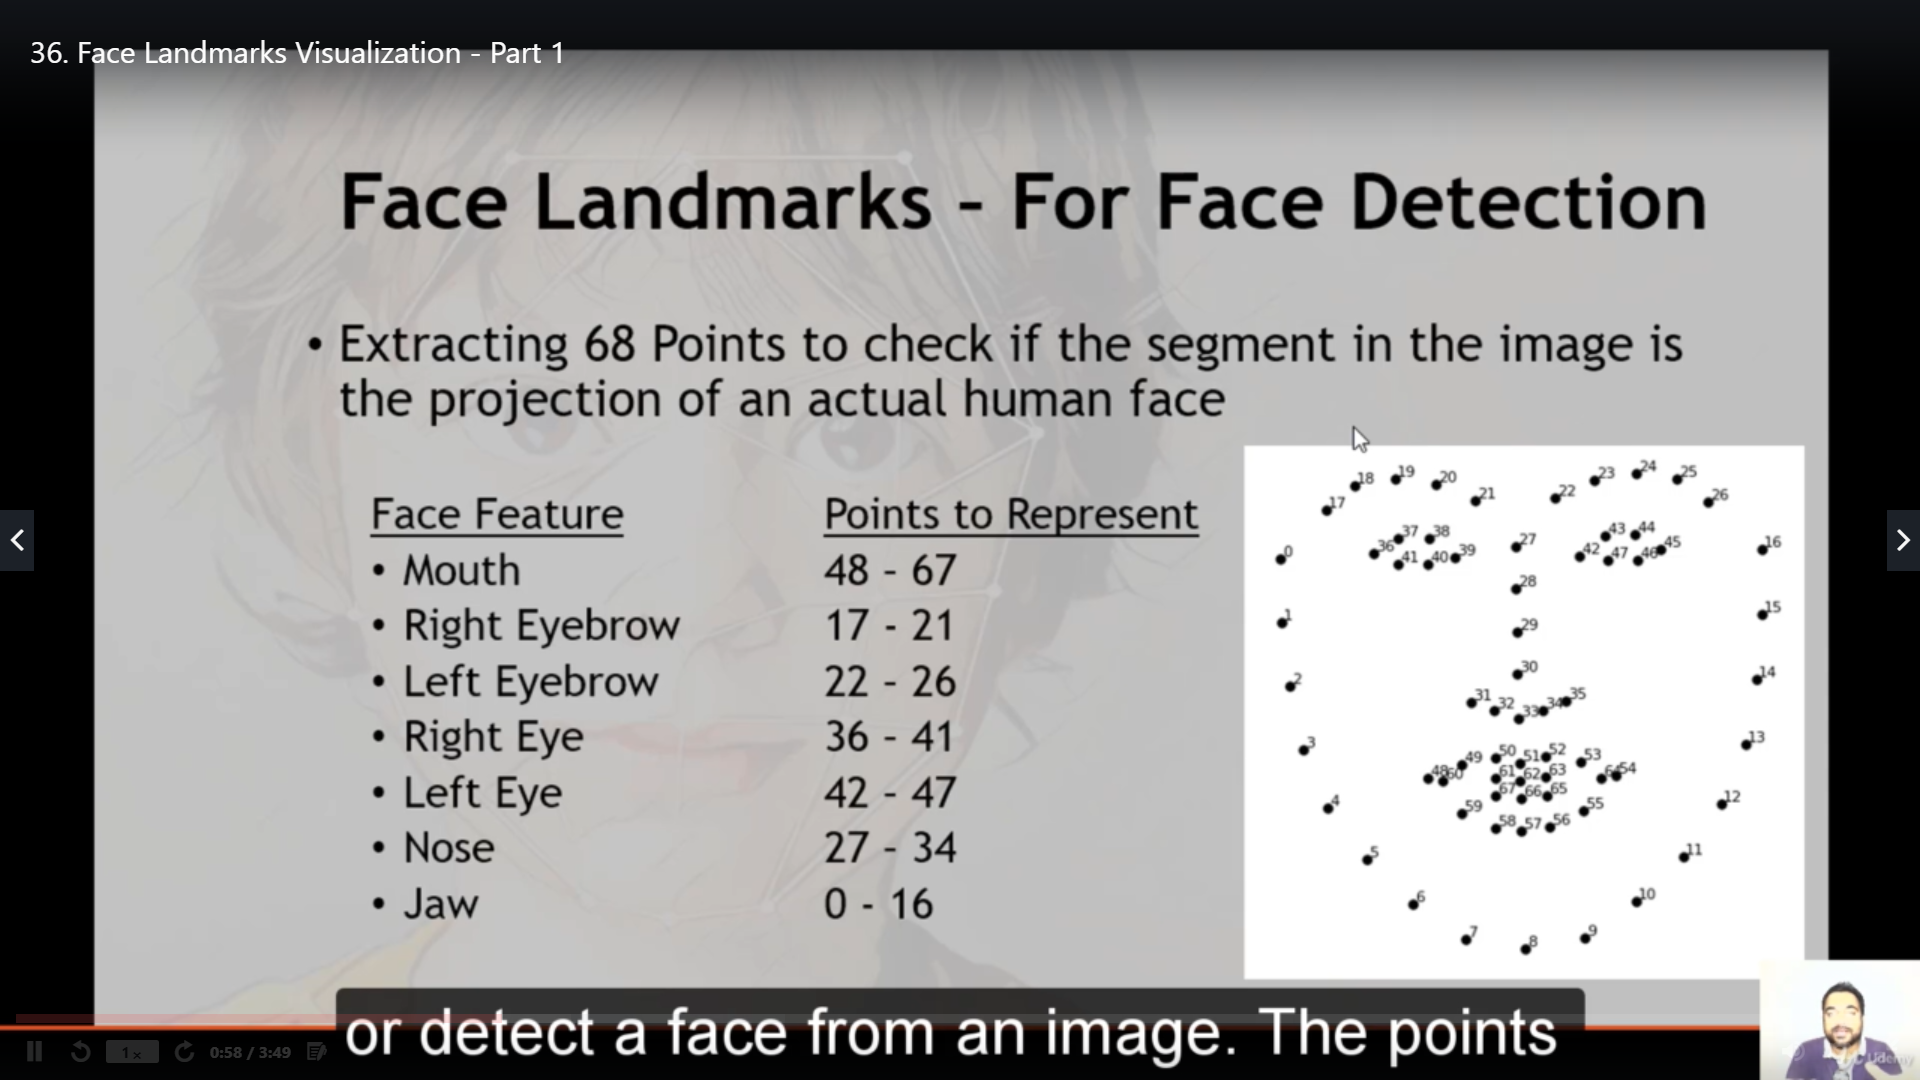 36. Face Landmarks Visualization - Part 1
Face Landmarks - For Face Detection
• Extracting 68 Points to check if the segment in the image is
the projection of an actual human face
Face Feature Points to Represent
• Mouth 48 - 67
• Right Eyebrow 17 - 21
• Left Eyebrow 22 - 26
• Right Eye 36 - 41
• Left Eye 42 - 47
• Nose 27 - 34
• Jaw 0 - 16
18 19 20 23 24 25
17 21 22 26
37 38 43 44
0 36 39 27 42 45 16
41 40 47 46
28
1 29 15
2 30 14
31 32 33 34 35
3 13
49 50 51 52 53
48 60 61 62 63 64 54
67 66 65
4 59 55 12
58 57 56
5 11
6 10
7 8 9
or detect a face from an image. The points
1x 0:58 / 3:49
Udemy